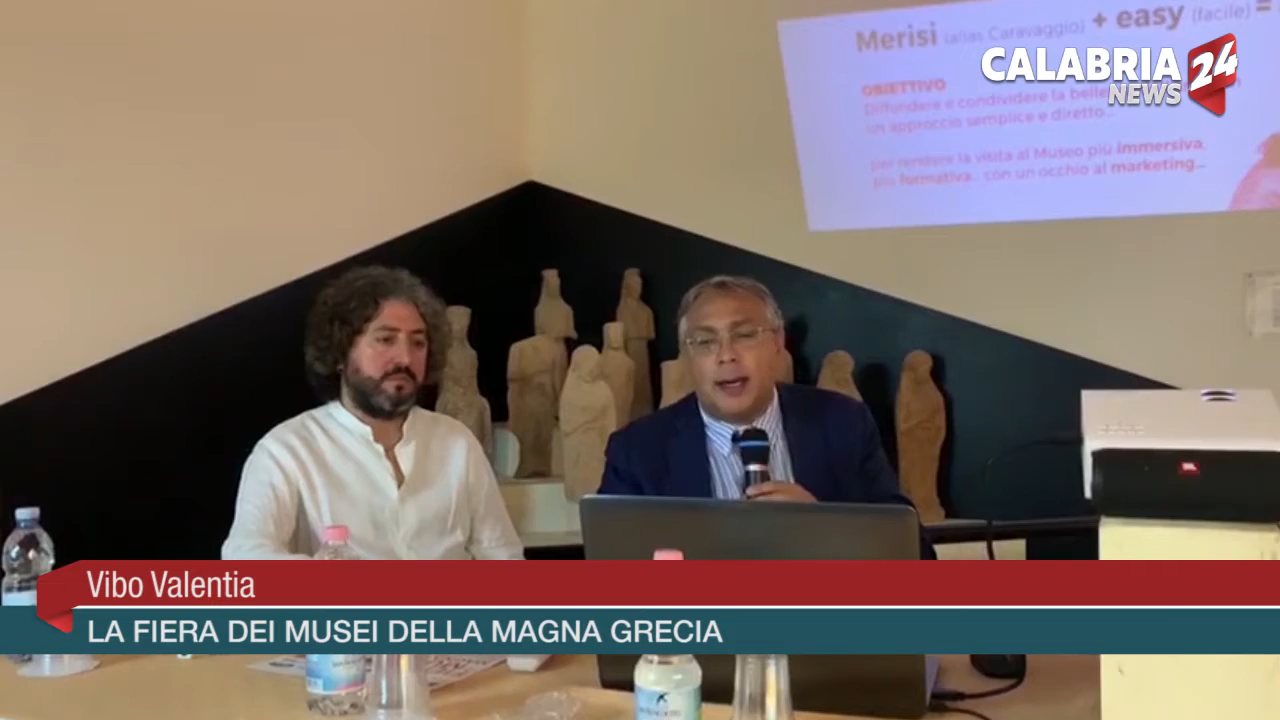 Merisi (alias Caravaggio) + easy (facile) =
OBIETTIVO
Diffondere e condividere la
un approccio semplice e diretto...
per rendere la visita al Museo più immersiva,
più formativa... con un occhio al marketing...
CALABRIA
NEWS 24
JBL
Vibo Valentia
LA FIERA DEI MUSEI DELLA MAGNA GRECIA